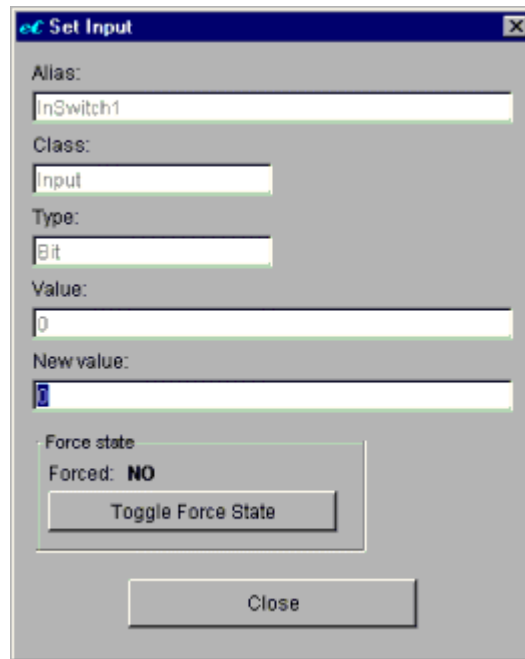 eC Set Input
Alias:
InSwitch1
Class:
Input
Type:
Bit
Value:
0
New value:
0
Force state
Forced: NO
Toggle Force State
Close